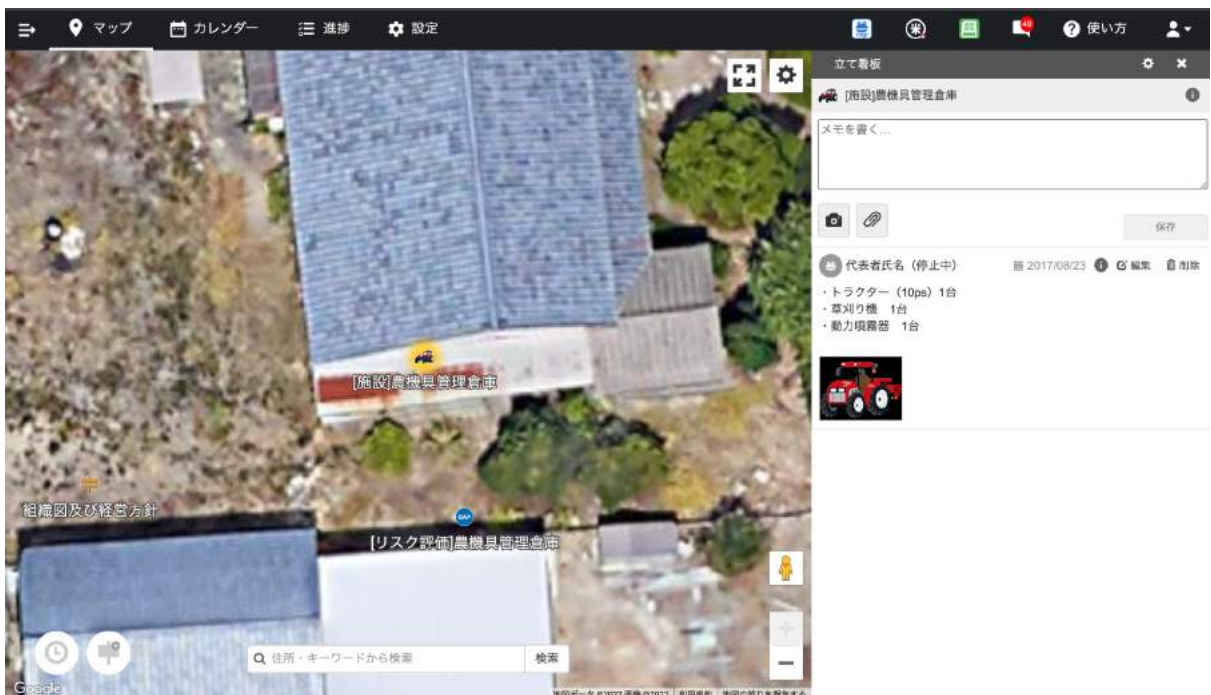 マップ
カレンダー
進捗
設定
米
49
使い方
立て看板
[施設]農機具管理倉庫
メモを書く...
保存
代表者氏名（停止中）
2017/08/23
編集
削除
・トラクター（10ps）1台
・草刈り機　1台
・動力噴霧器　1台
[施設]農機具管理倉庫
組織図及び経営方針
GAP
[リスク評価]農機具管理倉庫
住所・キーワードから検索
検索
Google
利用規約